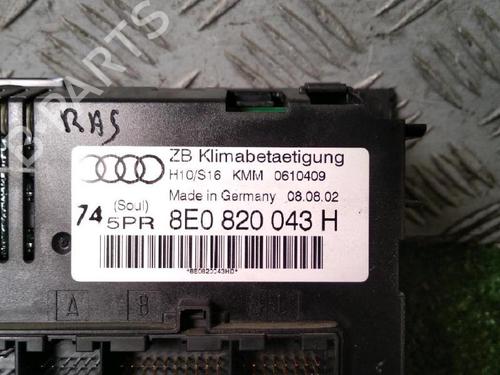 RAS
ZB Klimabetaetigung
H10/S16 KMM 0610409
Made in Germany 08.08.02
(Soul)
74 5PR 8E0 820 043 H
*8E0820043HD*
A B